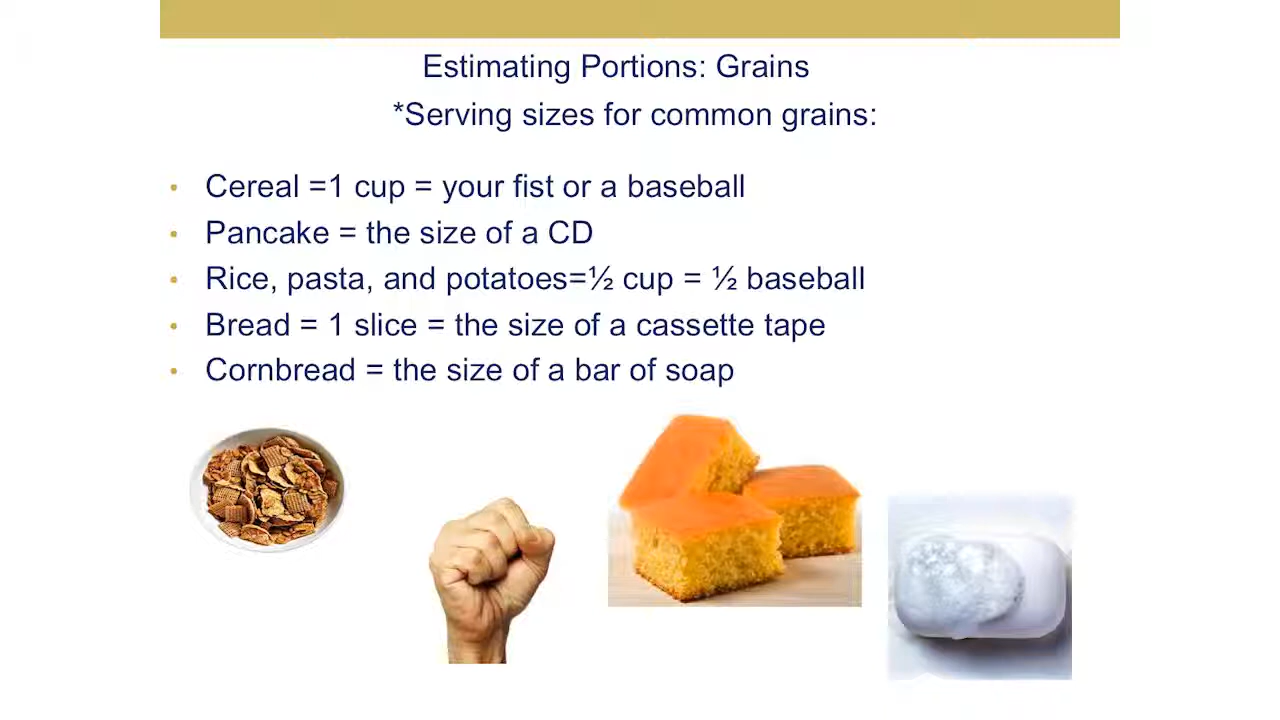 Estimating Portions: Grains
*Serving sizes for common grains:
• Cereal =1 cup = your fist or a baseball
• Pancake = the size of a CD
• Rice, pasta, and potatoes=½ cup = ½ baseball
• Bread = 1 slice = the size of a cassette tape
• Cornbread = the size of a bar of soap